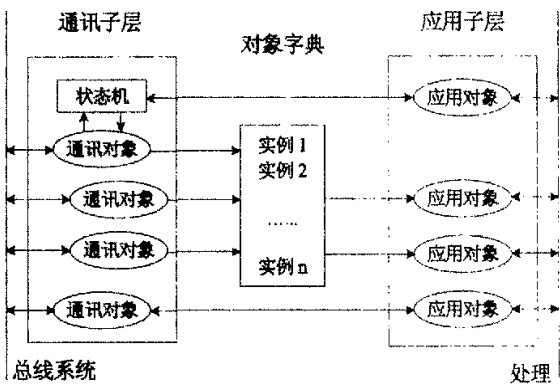 通讯子层
对象字典
应用子层
状态机
应用对象
通讯对象
实例 1
实例 2
通讯对象
应用对象
……
通讯对象
应用对象
实例 n
通讯对象
应用对象
总线系统
处理